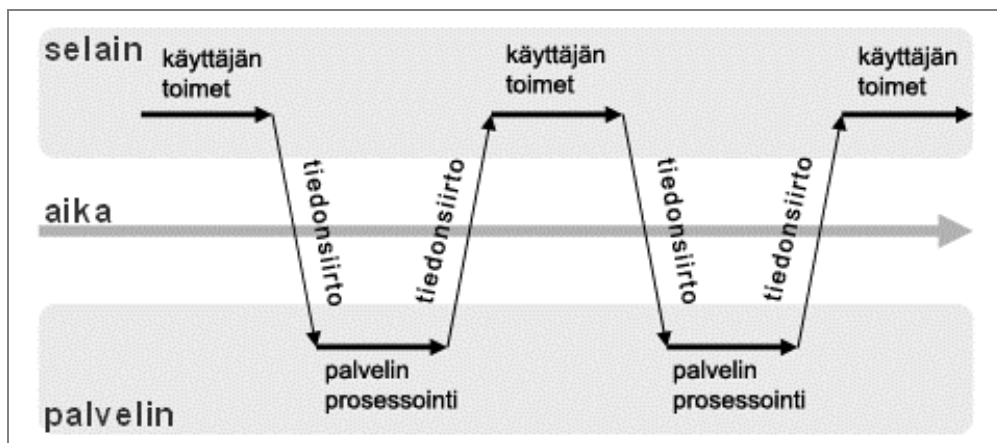 selain
käyttäjän
toimet
käyttäjän
toimet
käyttäjän
toimet
tiedonsiirto
tiedonsiirto
tiedonsiirto
tiedonsiirto
aika
palvelin
prosessointi
palvelin
prosessointi
palvelin